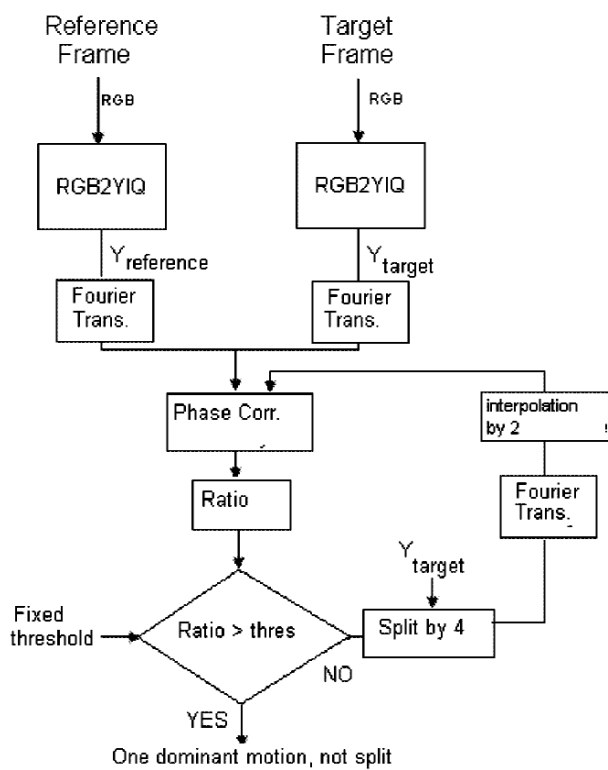 Reference
Frame
Target
Frame
RGB
RGB
RGB2YIQ
RGB2YIQ
Yreference
Ytarget
Fourier
Trans.
Fourier
Trans.
Phase Corr.
interpolation
by 2
Ratio
Fourier
Trans.
Ytarget
Fixed
threshold
Ratio > thres
Split by 4
NO
YES
One dominant motion, not split